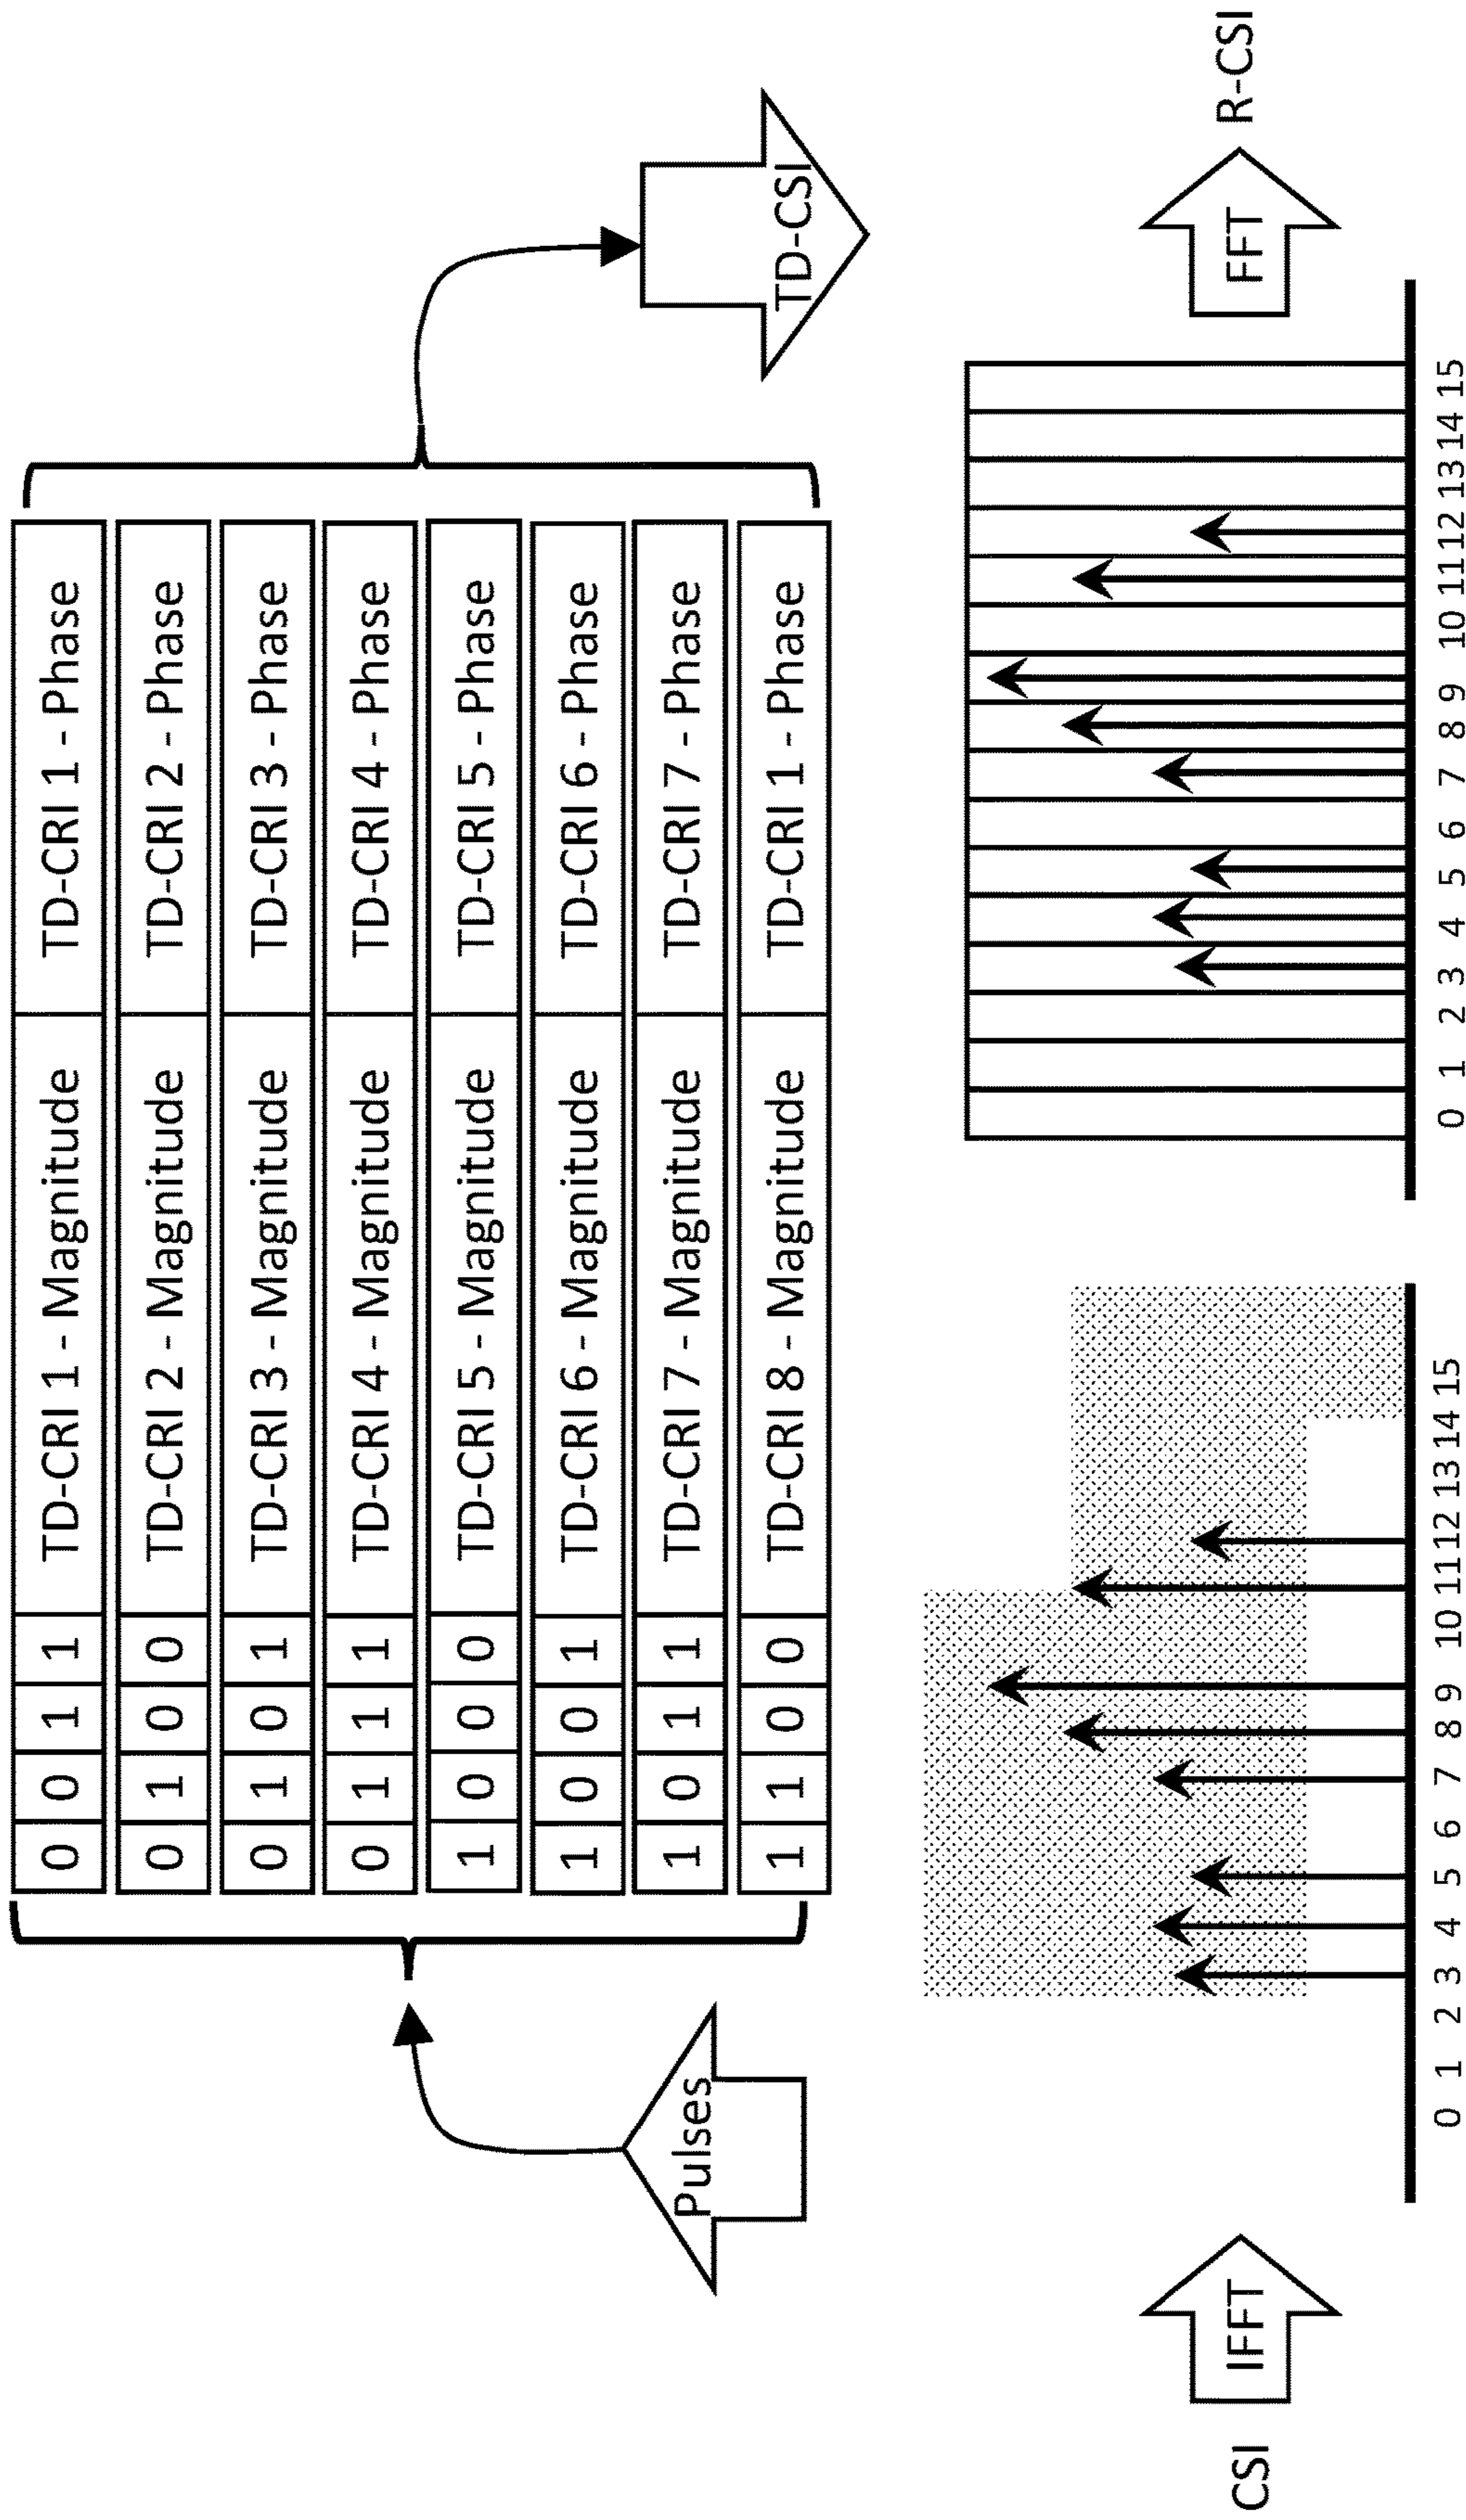 0 0 1 1 TD-CRI 1 - Magnitude TD-CRI 1 - Phase
0 1 0 0 TD-CRI 2 - Magnitude TD-CRI 2 - Phase
0 1 0 1 TD-CRI 3 - Magnitude TD-CRI 3 - Phase
0 1 1 1 TD-CRI 4 - Magnitude TD-CRI 4 - Phase
1 0 0 0 TD-CRI 5 - Magnitude TD-CRI 5 - Phase
1 0 0 1 TD-CRI 6 - Magnitude TD-CRI 6 - Phase
1 0 1 1 TD-CRI 7 - Magnitude TD-CRI 7 - Phase
1 1 0 0 TD-CRI 8 - Magnitude TD-CRI 1 - Phase
Pulses
TD-CSI
CSI
IFFT
FFT
R-CSI
0 1 2 3 4 5 6 7 8 9 10 11 12 13 14 15
0 1 2 3 4 5 6 7 8 9 10 11 12 13 14 15